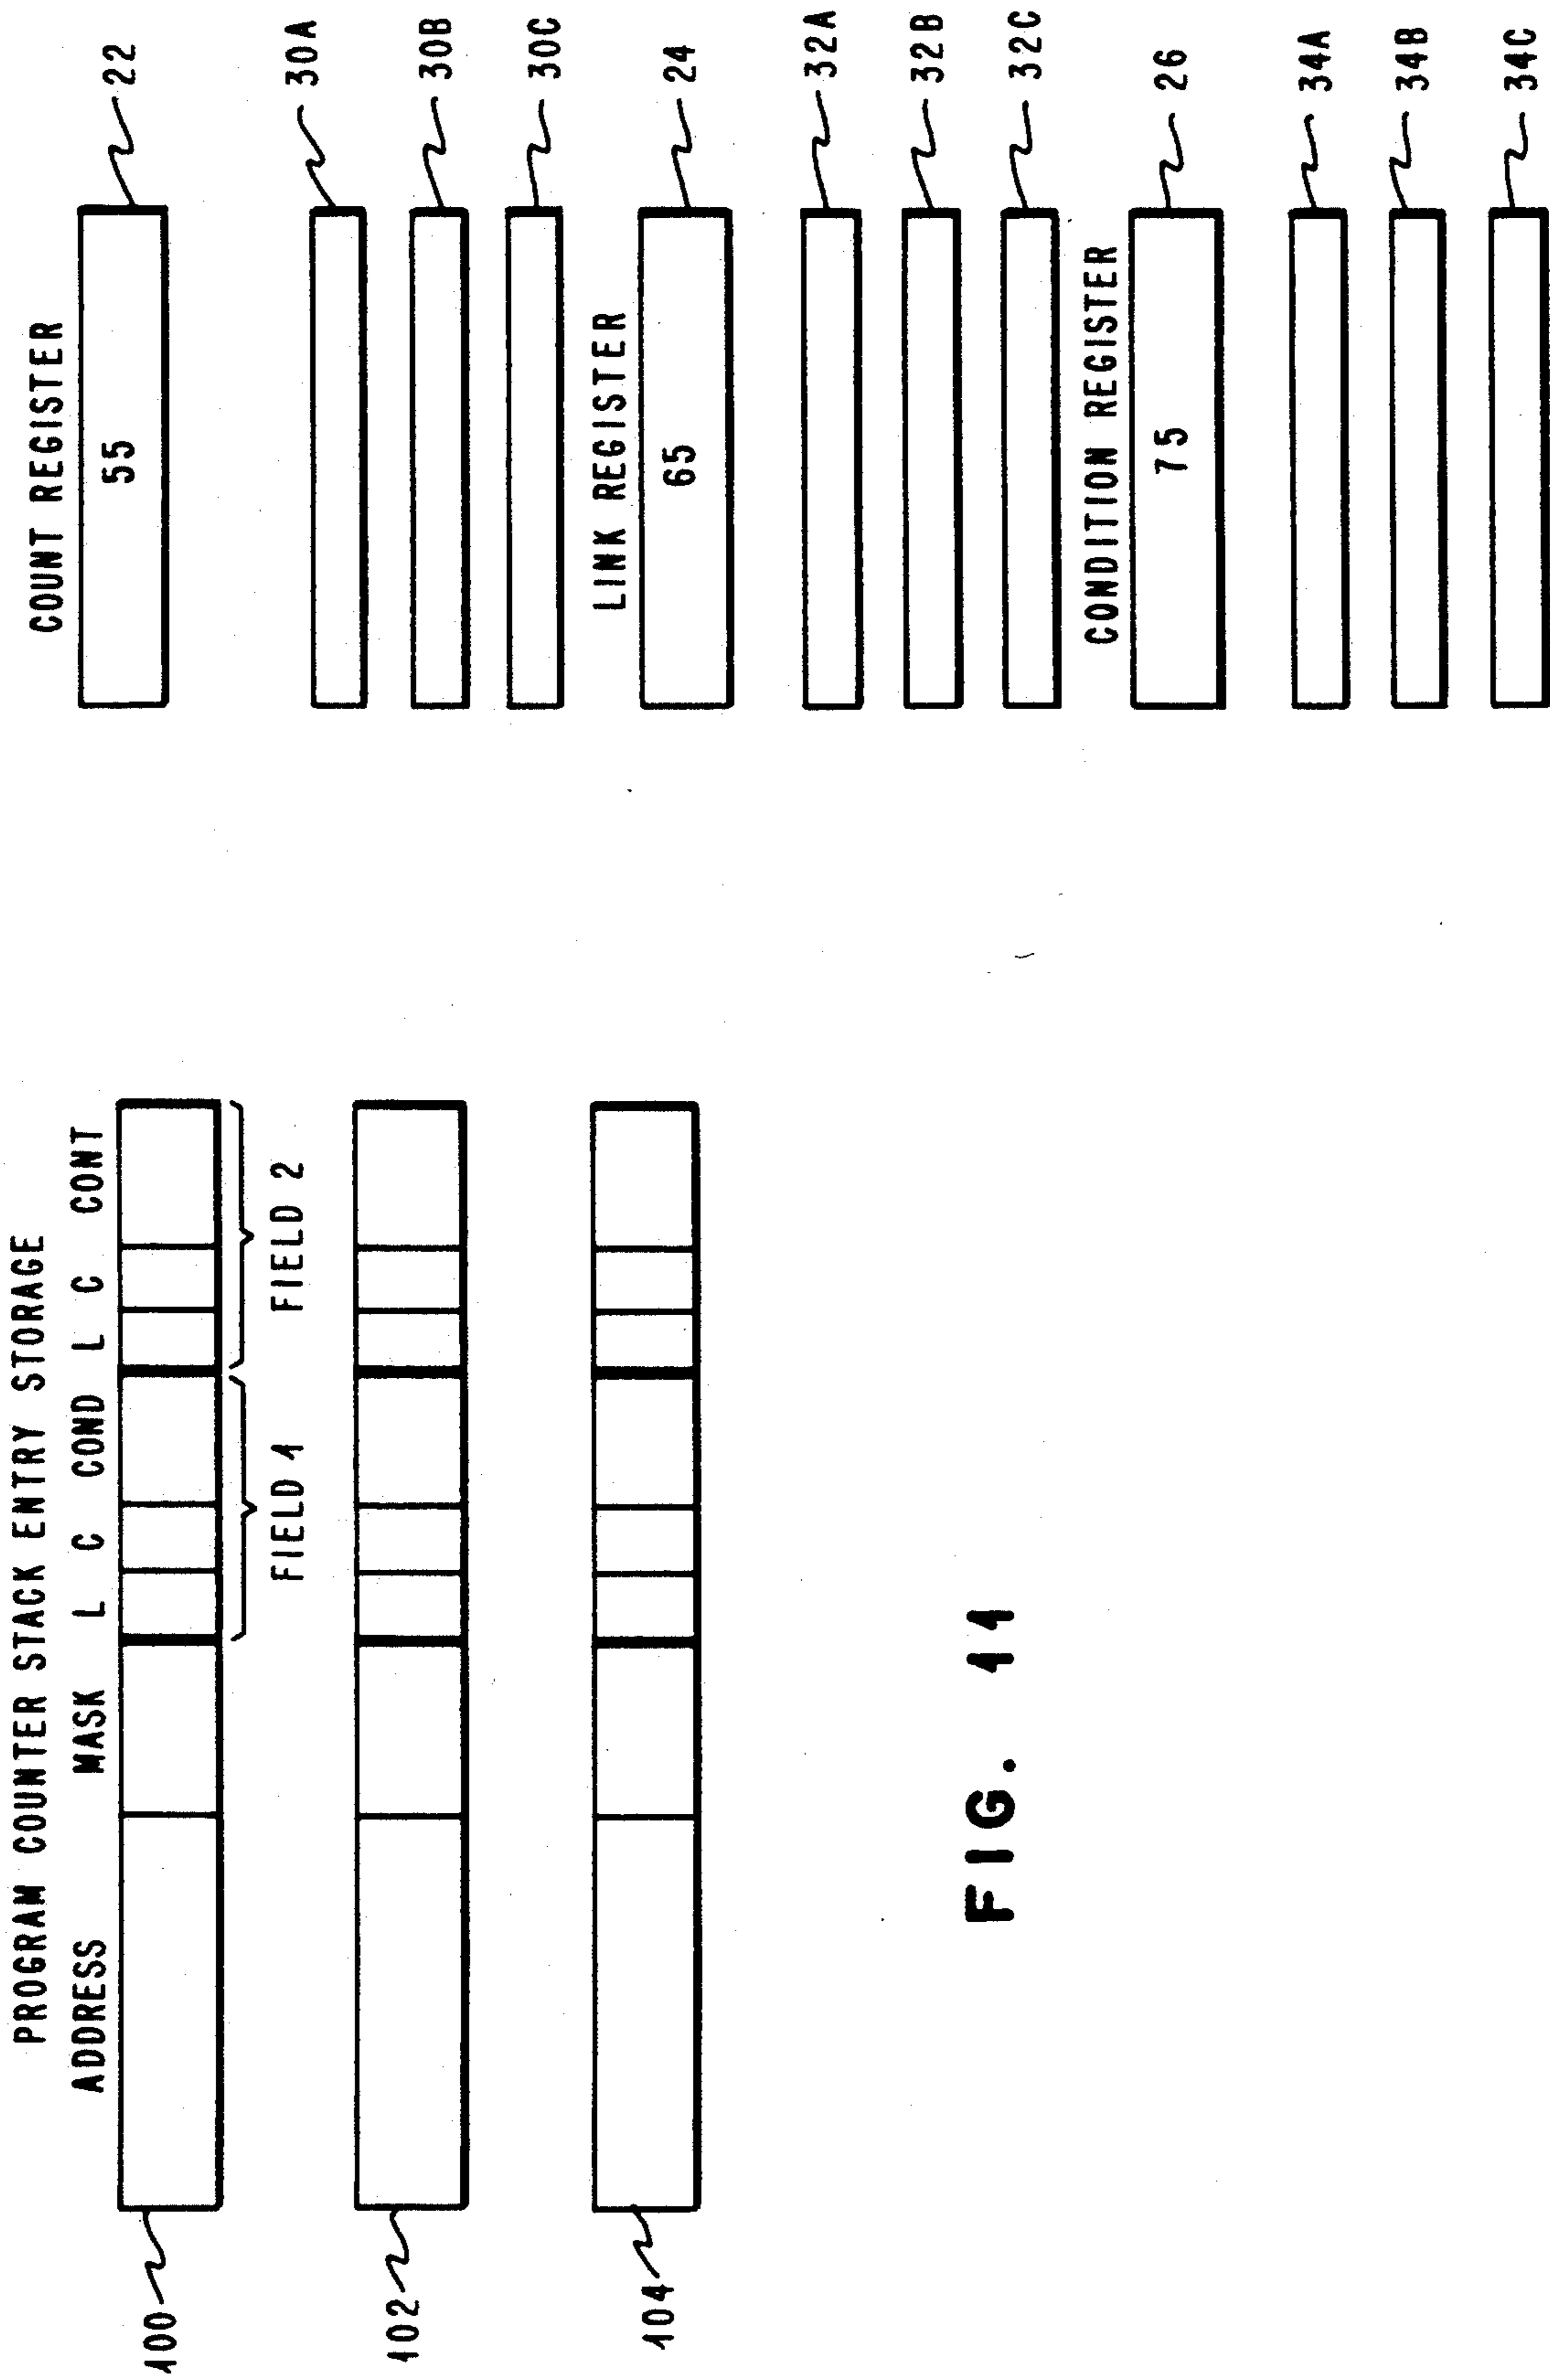 PROGRAM COUNTER STACK ENTRY STORAGE
ADDRESS MASK L C COND L C CONT
100
FIELD 1 FIELD 2
102
104
COUNT REGISTER
55 22
30A
30B
30C
LINK REGISTER
65 24
32A
32B
32C
CONDITION REGISTER
75 26
34A
34B
34C
FIG. 11